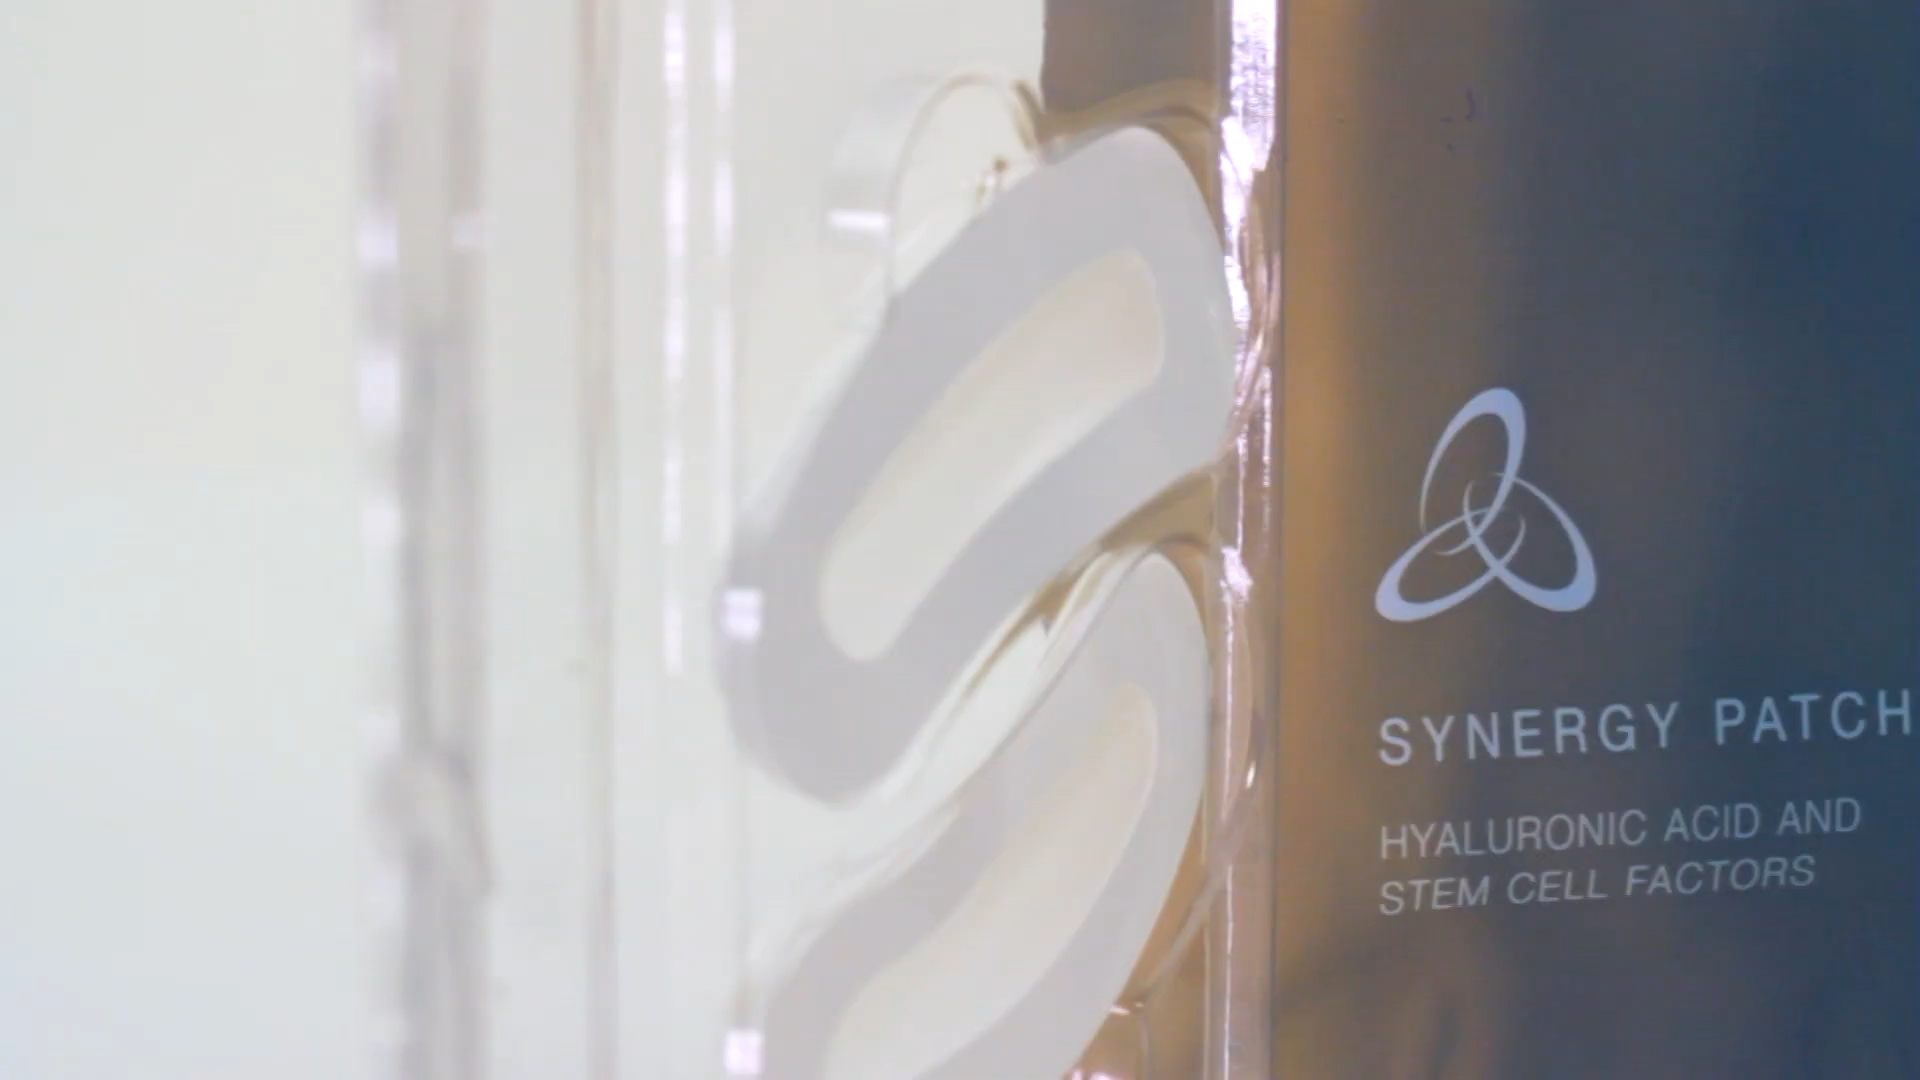 SYNERGY PATCH
HYALURONIC ACID AND
STEM CELL FACTORS